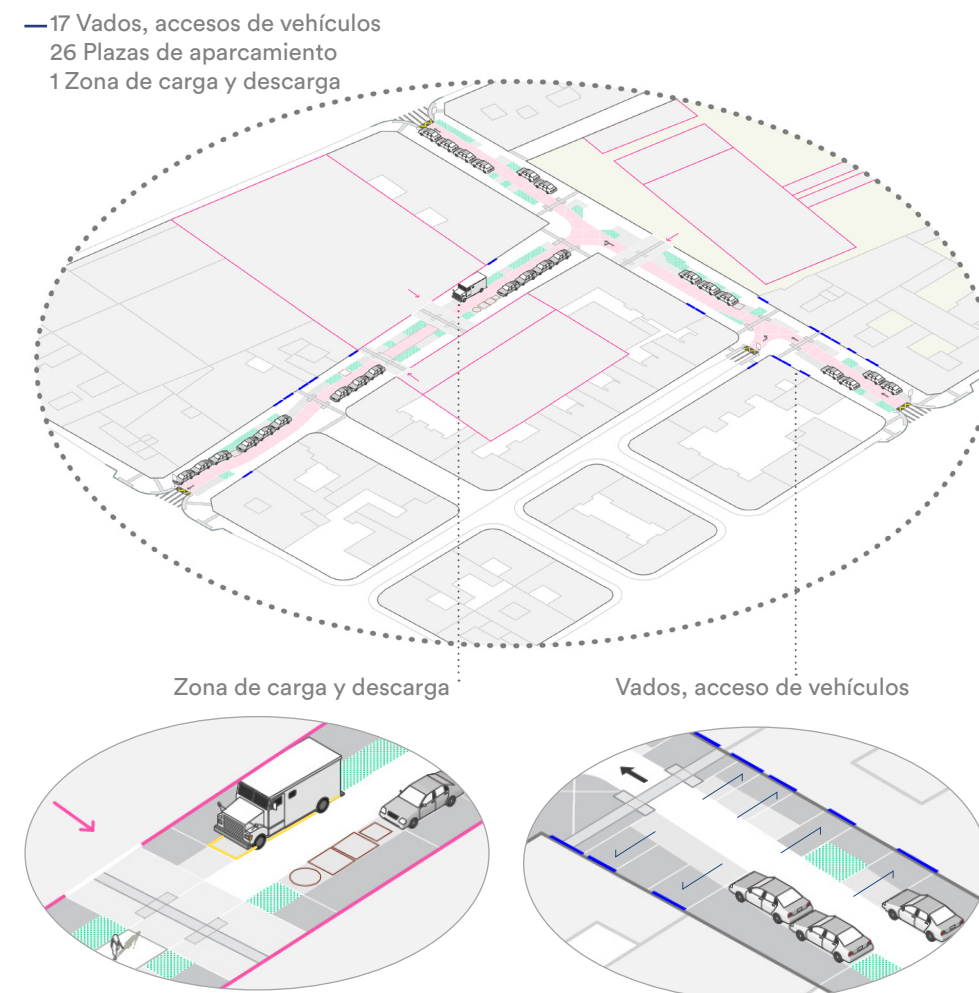 17 Vados, accesos de vehículos
26 Plazas de aparcamiento
1 Zona de carga y descarga
Zona de carga y descarga
Vados, acceso de vehículos